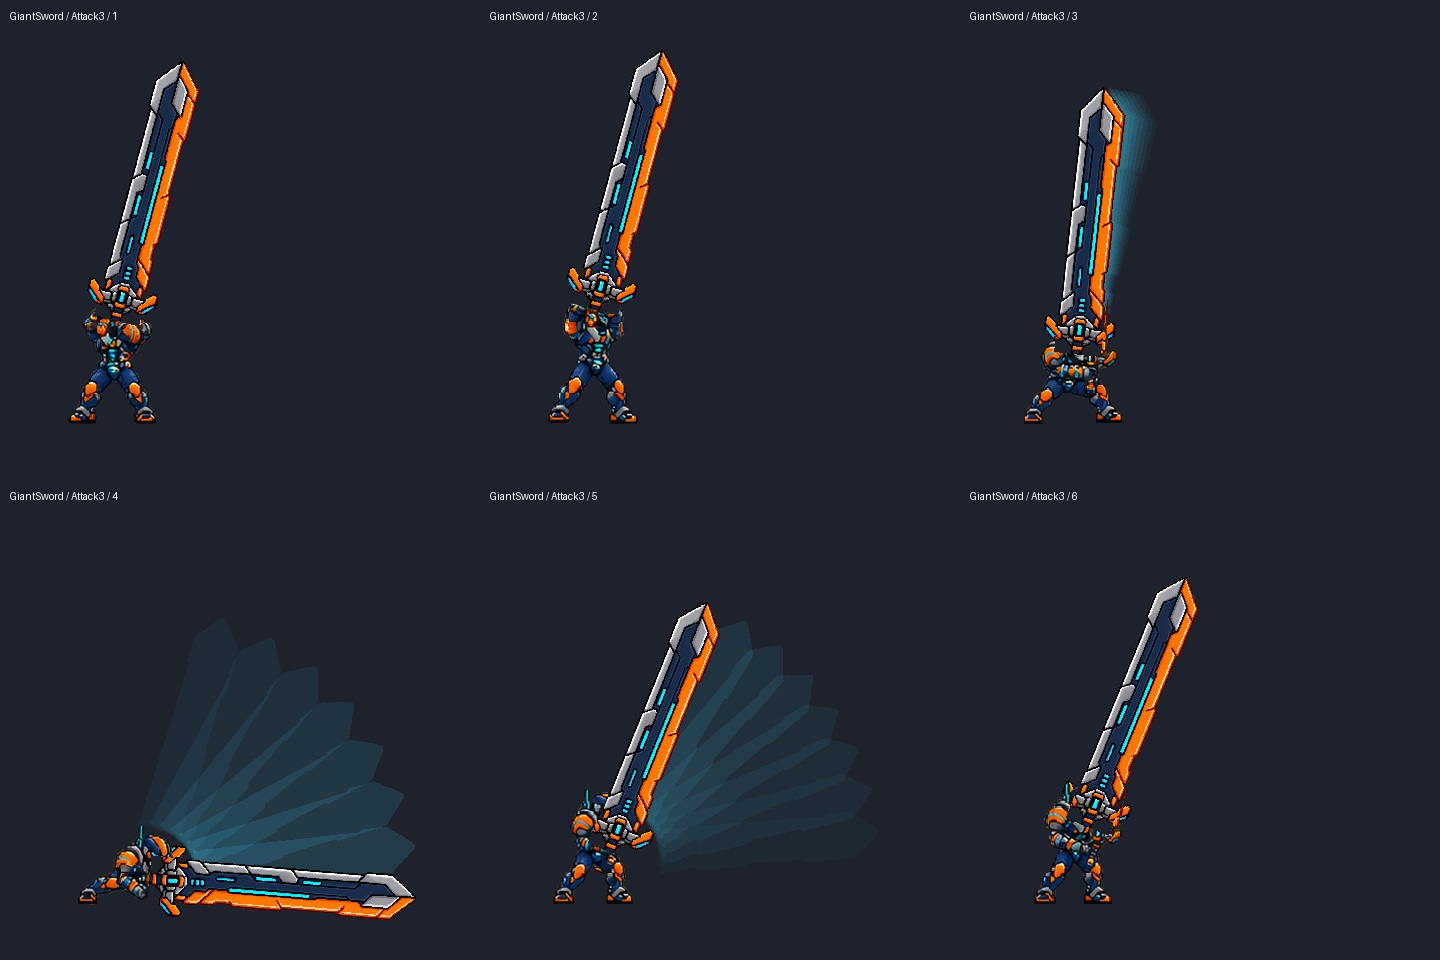 GiantSword / Attack3 / 1
GiantSword / Attack3 / 2
GiantSword / Attack3 / 3
GiantSword / Attack3 / 4
GiantSword / Attack3 / 5
GiantSword / Attack3 / 6